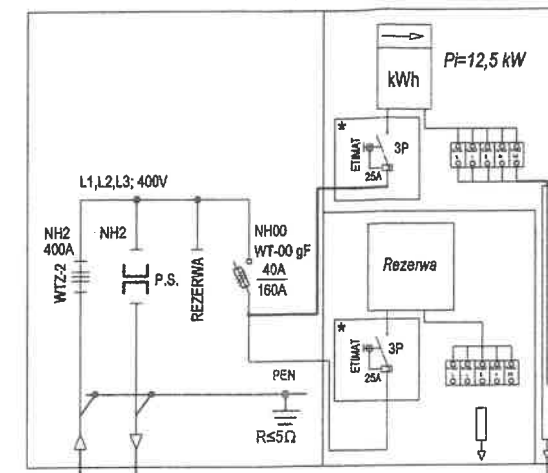 Pi=12,5 kW
kWh
*
3P
ETIMAT
25A
L1,L2,L3; 400V
NH2
400A
WTZ-2
NH2
P.S.
REZERWA
NH00
WT-00 gF
40A
160A
Rezerwa
*
3P
ETIMAT
25A
PEN
R≤5Ω